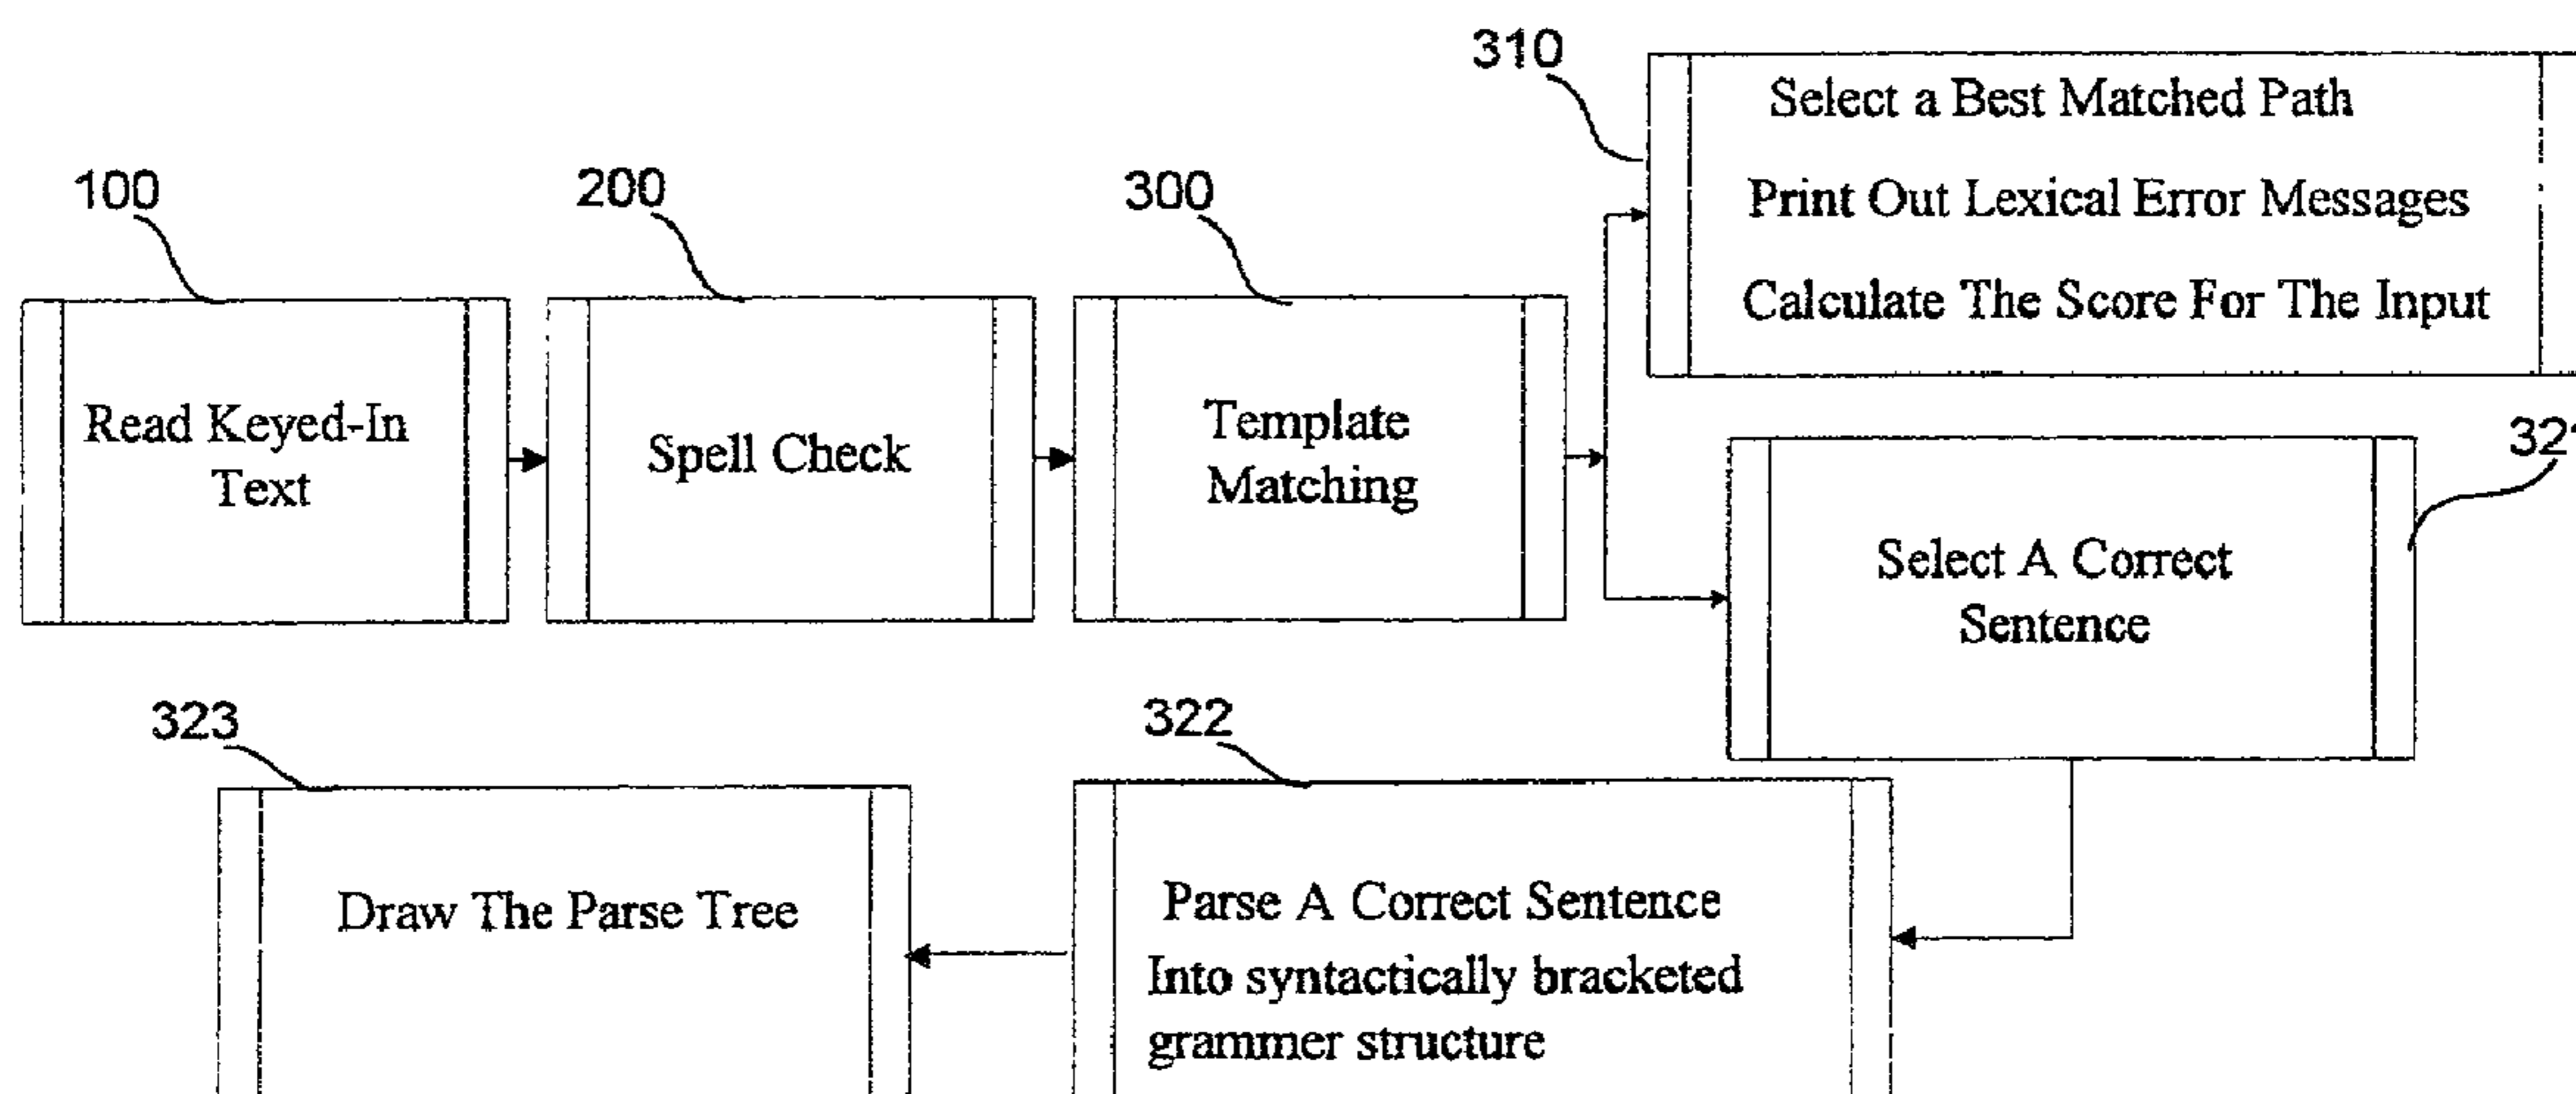 310
Select a Best Matched Path
Print Out Lexical Error Messages
Calculate The Score For The Input
100
200
300
Read Keyed-In
Text
Spell Check
Template
Matching
Select A Correct
Sentence
323
322
Draw The Parse Tree
Parse A Correct Sentence
Into syntactically bracketed
grammer structure